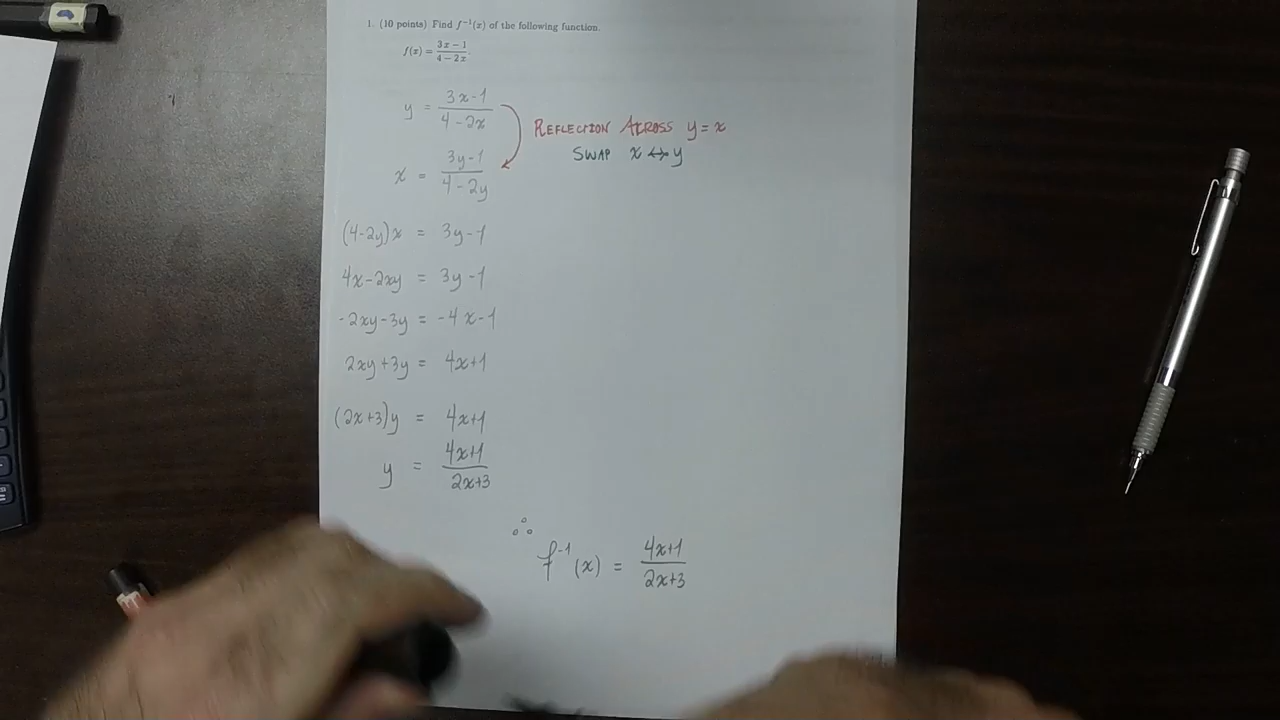 1. (10 points) Find f⁻¹(x) of the following function.
f(x) = (3x − 1)/(4 − 2x).
y = (3x-1)/(4-2x)
REFLECTION ACROSS y = x
SWAP x ↔ y
x = (3y-1)/(4-2y)
(4-2y)x = 3y-1
4x-2xy = 3y-1
-2xy-3y = -4x-1
2xy+3y = 4x+1
(2x+3)y = 4x+1
y = (4x+1)/(2x+3)
∴ f⁻¹(x) = (4x+1)/(2x+3)